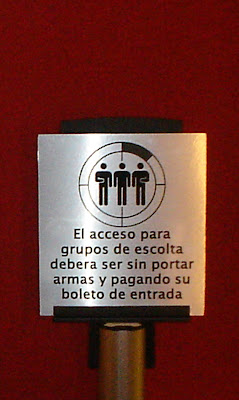 El acceso para
grupos de escolta
debera ser sin portar
armas y pagando su
boleto de entrada